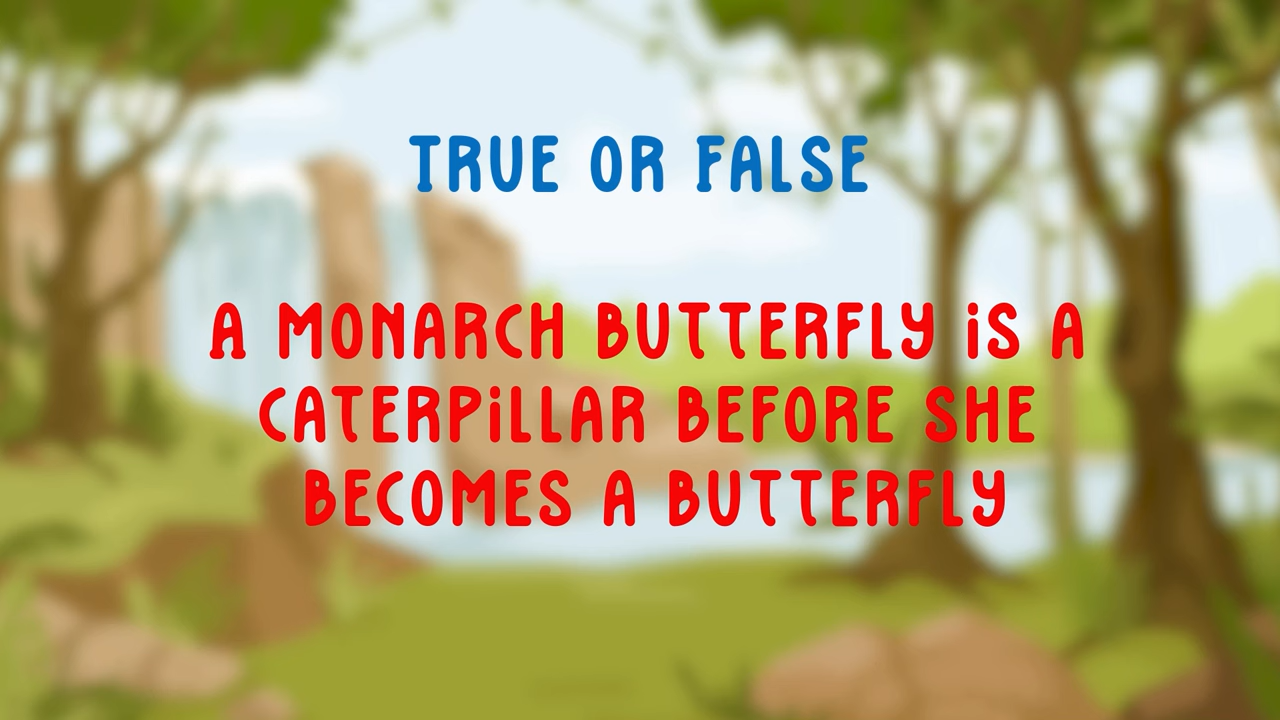 TRUE OR FALSE
A MONARCH BUTTERFLY iS A
CATERPiLLAR BEFORE SHE
BECOMES A BUTTERFLY